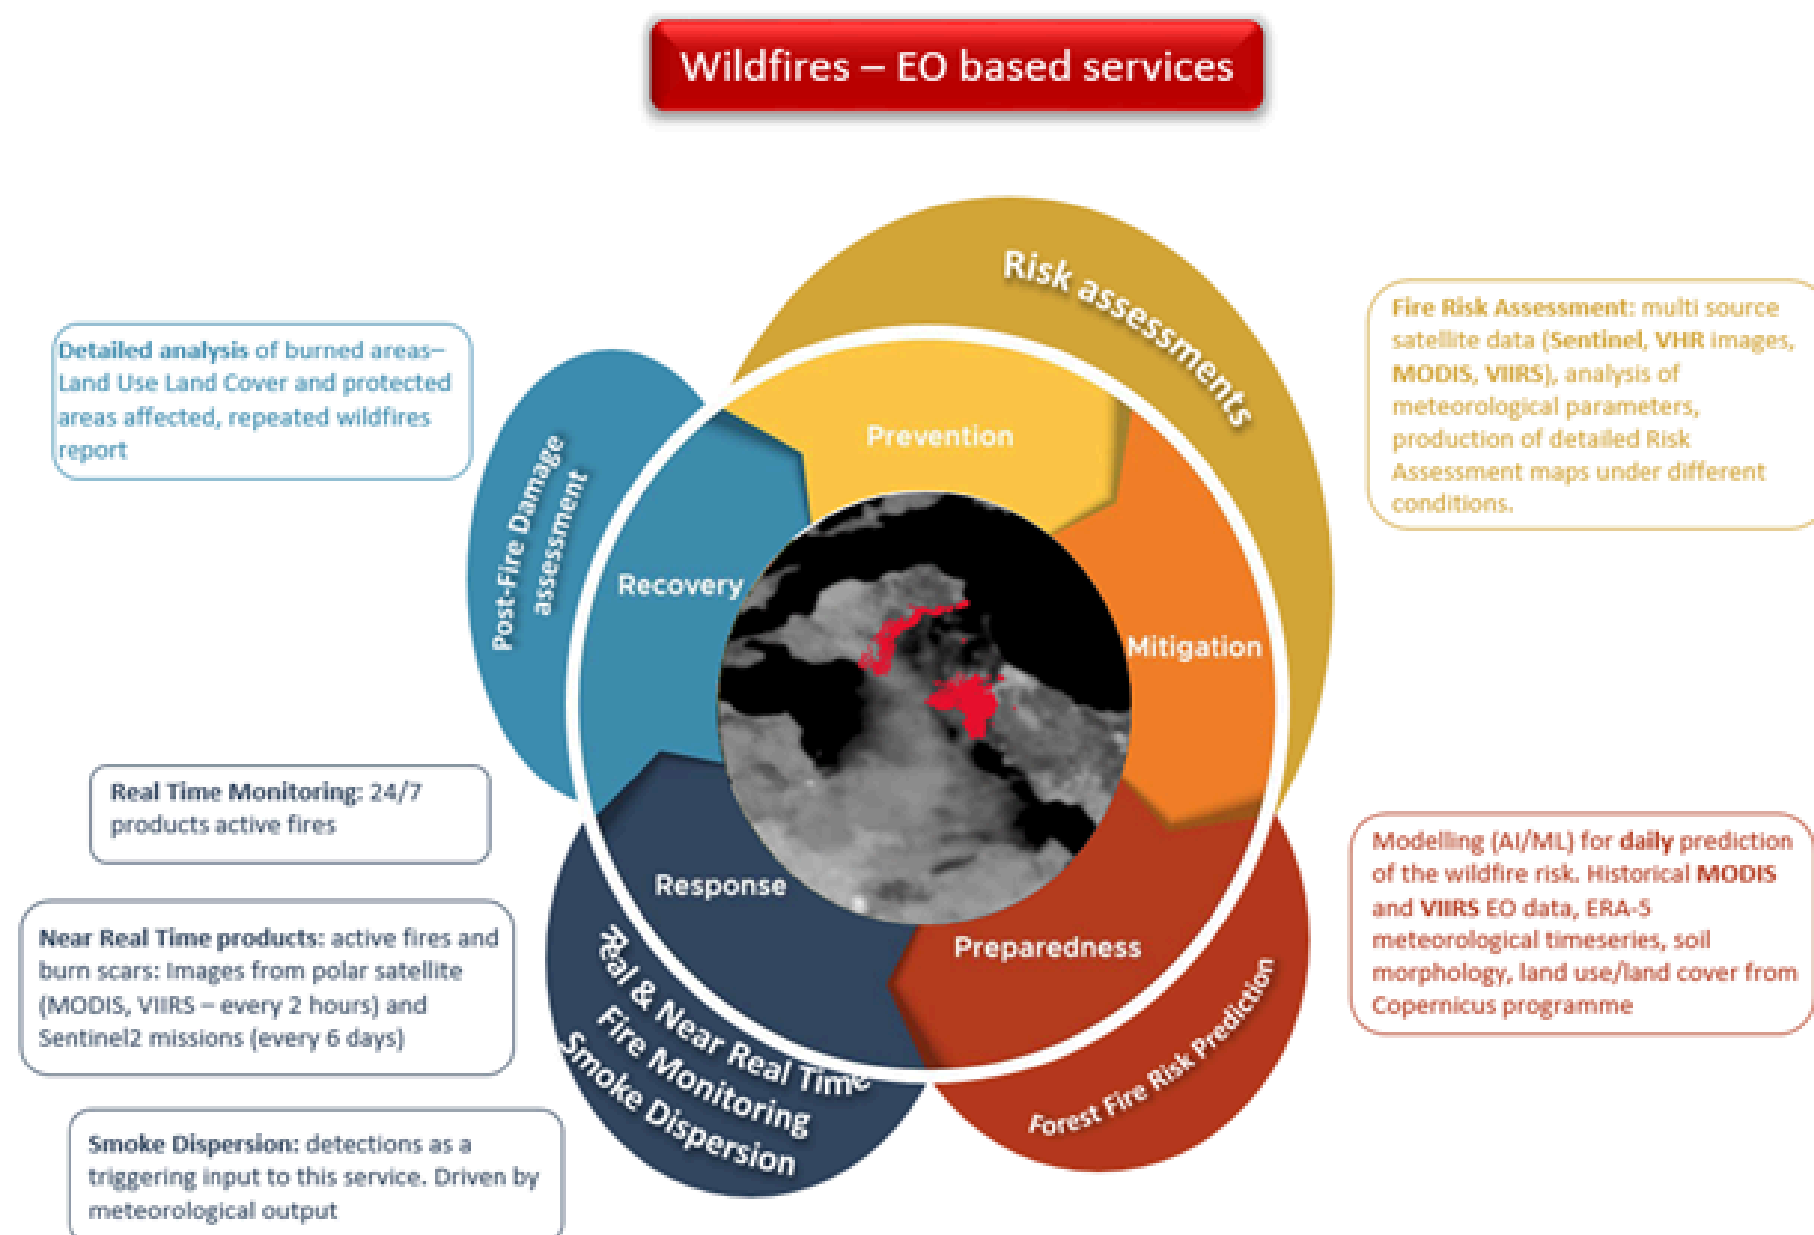 Wildfires – EO based services
Risk assessments
Fire Risk Assessment: multi source
satellite data (Sentinel, VHR images,
MODIS, VIIRS), analysis of
meteorological parameters,
production of detailed Risk
Assessment maps under different
conditions.
Detailed analysis of burned areas–
Land Use Land Cover and protected
areas affected, repeated wildfires
report
Post-Fire Damage
assessment
Prevention
Recovery
Mitigation
Real Time Monitoring: 24/7
products active fires
Response
Preparedness
Modelling (AI/ML) for daily prediction
of the wildfire risk. Historical MODIS
and VIIRS EO data, ERA-5
meteorological timeseries, soil
morphology, land use/land cover from
Copernicus programme
Near Real Time products: active fires and
burn scars: Images from polar satellite
(MODIS, VIIRS – every 2 hours) and
Sentinel2 missions (every 6 days)
Real & Near Real Time
Fire Monitoring
Smoke Dispersion
Forest Fire Risk Prediction
Smoke Dispersion: detections as a
triggering input to this service. Driven by
meteorological output